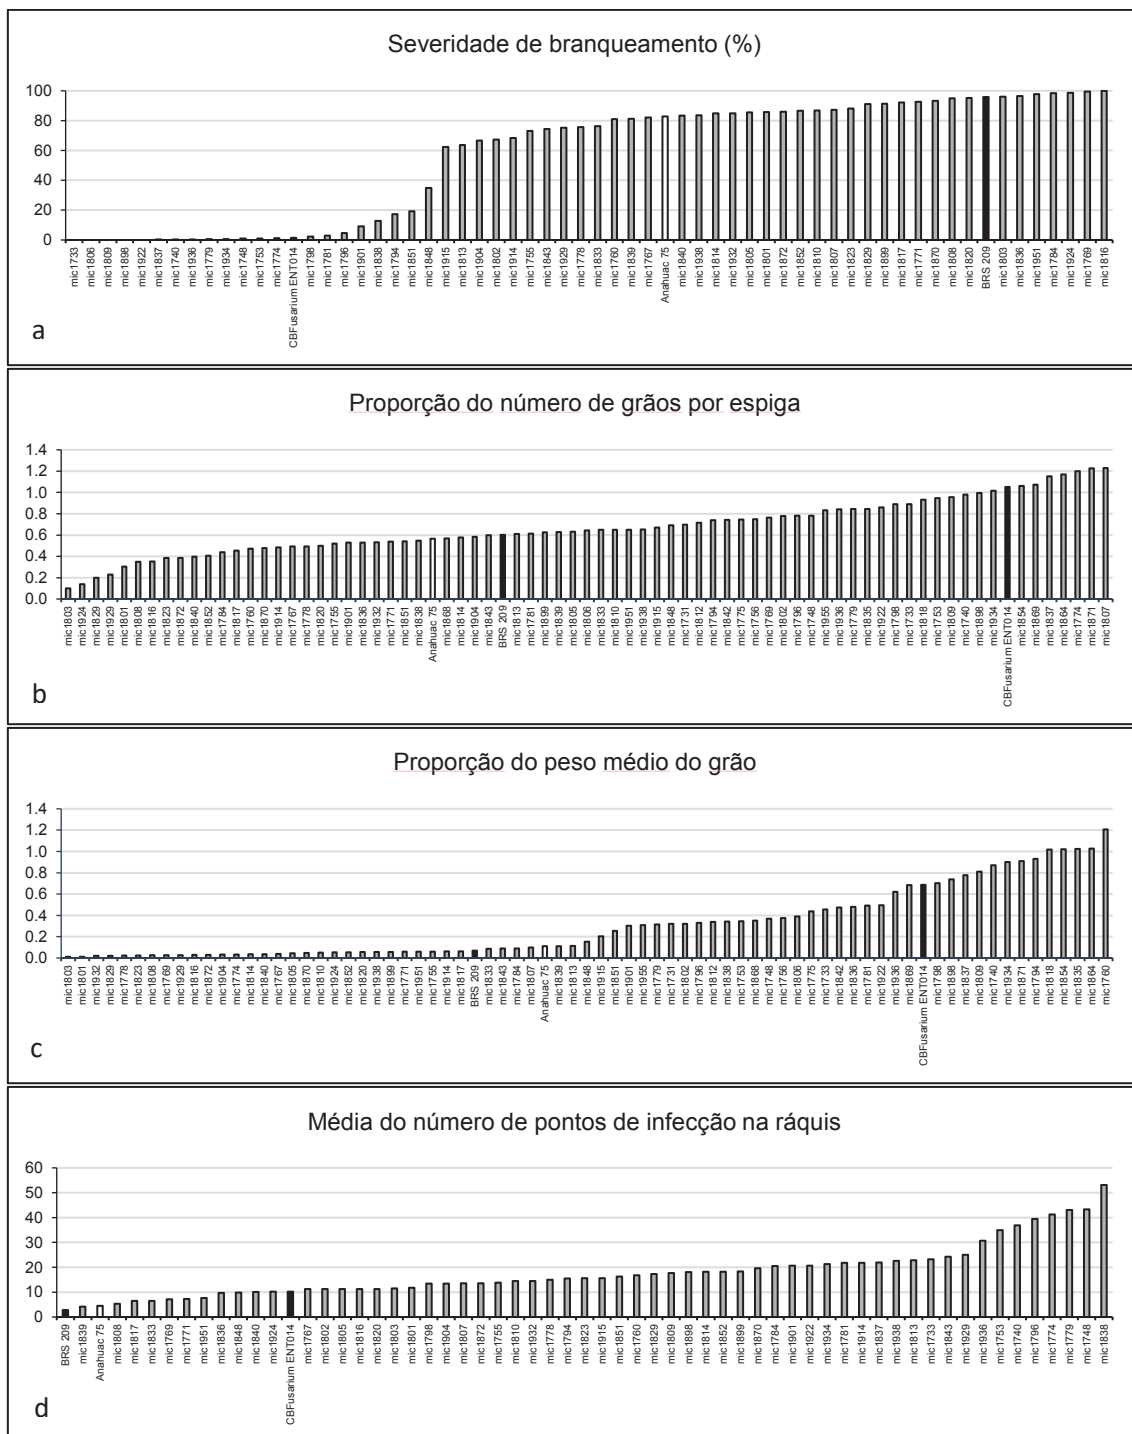 Severidade de branqueamento (%)
100
80
60
40
20
0
mic1733
mic1806
mic1809
mic1898
mic1922
mic1837
mic1740
mic1936
mic1779
mic1934
mic1748
mic1753
mic1774
CBFusarium ENT014
mic1798
mic1781
mic1796
mic1901
mic1838
mic1794
mic1851
mic1848
mic1915
mic1813
mic1904
mic1802
mic1914
mic1755
mic1843
mic1929
mic1778
mic1833
mic1760
mic1839
mic1767
Anahuac 75
mic1840
mic1823
mic1814
mic1932
mic1805
mic1801
mic1872
mic1852
mic1810
mic1807
mic1823
mic1829
mic1899
mic1817
mic1771
mic1870
mic1808
mic1820
BRS 209
mic1803
mic1836
mic1951
mic1784
mic1924
mic1769
mic1816
a
Proporção do número de grãos por espiga
1.4
1.2
1.0
0.8
0.6
0.4
0.2
0.0
mic1803
mic1924
mic1829
mic1929
mic1801
mic1808
mic1816
mic1823
mic1872
mic1840
mic1852
mic1784
mic1817
mic1760
mic1870
mic1914
mic1767
mic1778
mic1820
mic1755
mic1901
mic1836
mic1932
mic1771
mic1851
mic1838
Anahuac 75
mic1868
mic1814
mic1904
mic1843
BRS 209
mic1813
mic1781
mic1899
mic1839
mic1805
mic1806
mic1833
mic1810
mic1951
mic1938
mic1915
mic1848
mic1731
mic1812
mic1794
mic1842
mic1775
mic1756
mic1769
mic1802
mic1796
mic1748
mic1955
mic1936
mic1779
mic1835
mic1922
mic1798
mic1733
mic1818
mic1753
mic1740
mic1898
mic1934
CBFusarium ENT014
mic1854
mic1869
mic1837
mic1864
mic1774
mic1871
mic1807
b
Proporção do peso médio do grão
1.4
1.2
1.0
0.8
0.6
0.4
0.2
0.0
mic1803
mic1801
mic1932
mic1829
mic1778
mic1823
mic1808
mic1769
mic1929
mic1816
mic1872
mic1904
mic1774
mic1814
mic1840
mic1767
mic1805
mic1870
mic1810
mic1924
mic1852
mic1820
mic1938
mic1899
mic1771
mic1951
mic1755
mic1914
mic1817
BRS 209
mic1833
mic1843
mic1784
mic1807
Anahuac 75
mic1839
mic1813
mic1848
mic1915
mic1851
mic1901
mic1955
mic1779
mic1731
mic1802
mic1796
mic1812
mic1838
mic1753
mic1868
mic1748
mic1756
mic1806
mic1775
mic1733
mic1842
mic1836
mic1781
mic1922
mic1936
mic1869
CBFusarium ENT014
mic1798
mic1898
mic1837
mic1809
mic1740
mic1934
mic1871
mic1794
mic1818
mic1854
mic1835
mic1864
mic1760
c
Média do número de pontos de infecção na ráquis
60
50
40
30
20
10
0
BRS 209
mic1839
Anahuac 75
mic1808
mic1817
mic1833
mic1769
mic1771
mic1951
mic1836
mic1848
mic1840
mic1924
CBFusarium ENT014
mic1767
mic1802
mic1805
mic1816
mic1820
mic1803
mic1801
mic1798
mic1904
mic1807
mic1872
mic1755
mic1810
mic1932
mic1778
mic1794
mic1823
mic1915
mic1851
mic1760
mic1829
mic1809
mic1898
mic1814
mic1852
mic1899
mic1870
mic1784
mic1901
mic1922
mic1934
mic1781
mic1914
mic1837
mic1938
mic1813
mic1733
mic1843
mic1929
mic1936
mic1753
mic1740
mic1796
mic1774
mic1779
mic1748
mic1838
d